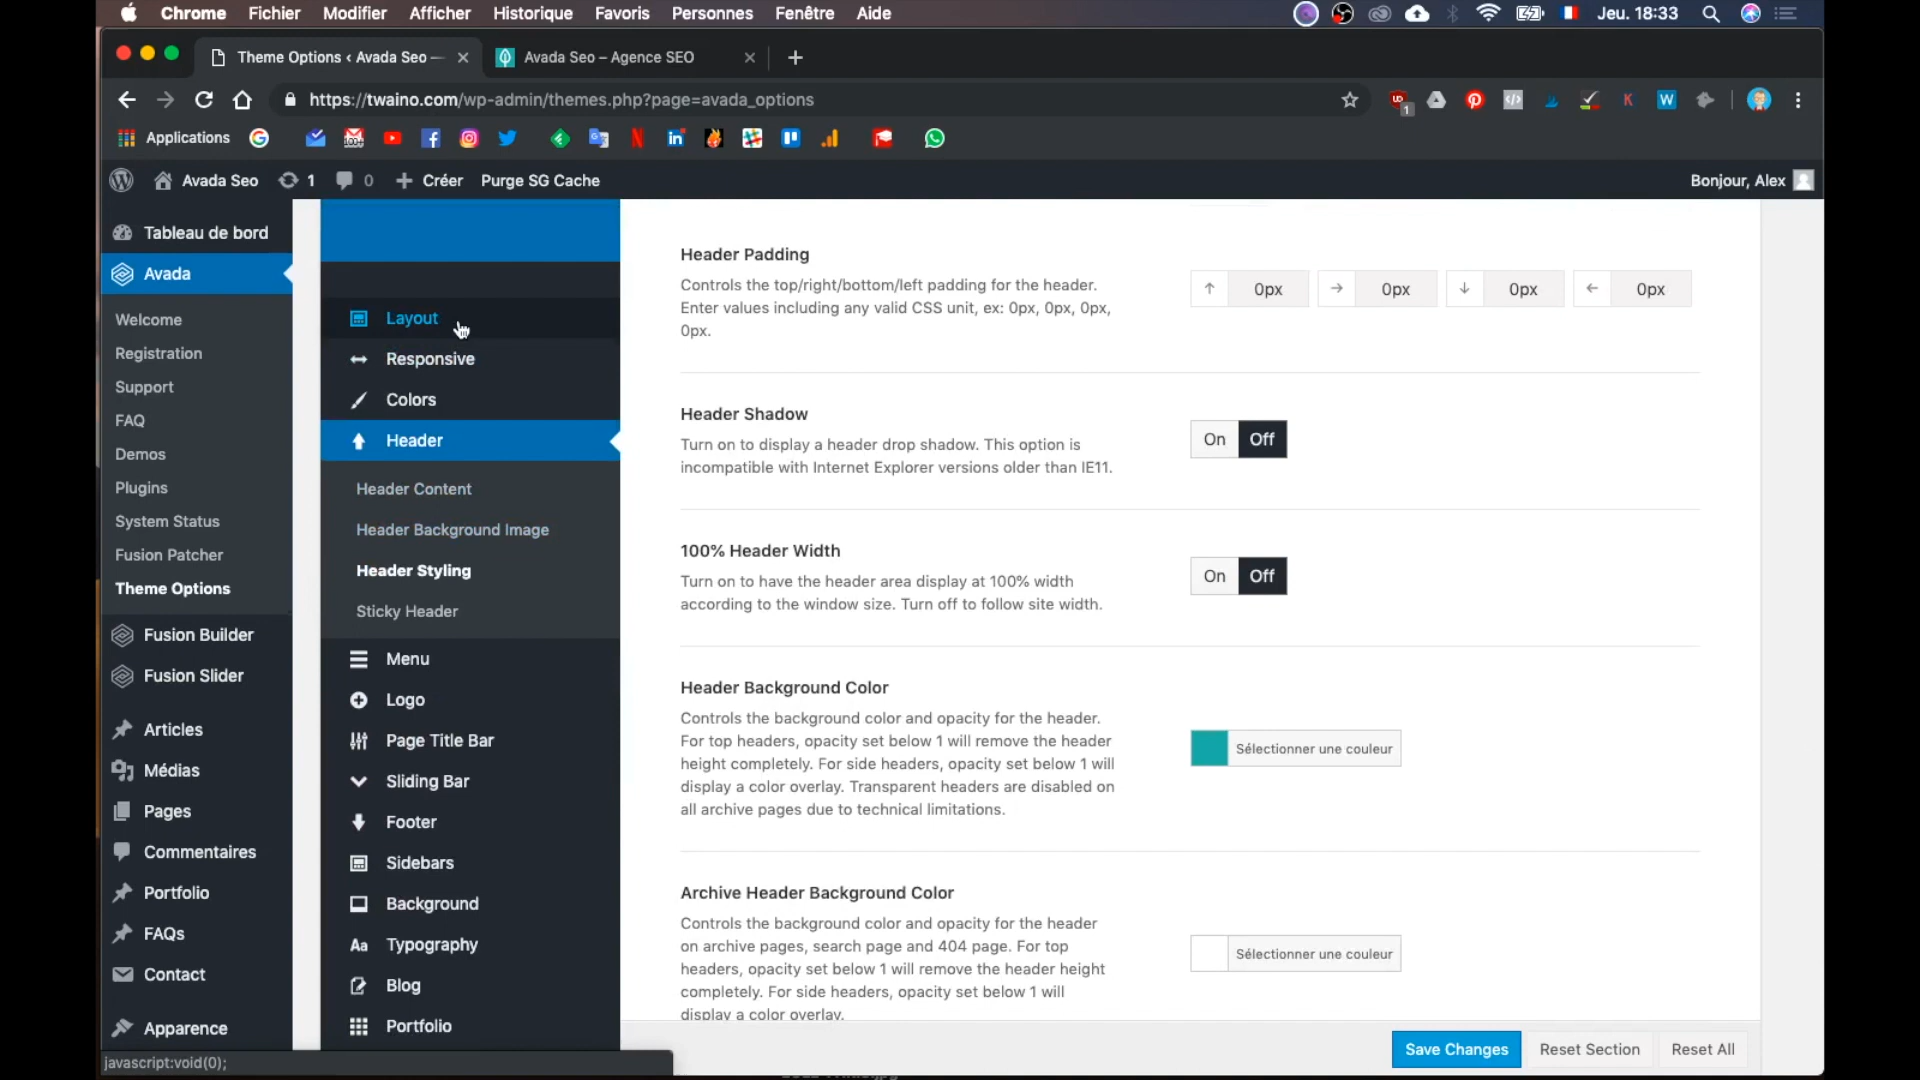 Chrome Fichier Modifier Afficher Historique Favoris Personnes Fenêtre Aide Jeu. 18:33
Theme Options ‹ Avada Seo — Avada Seo – Agence SEO
https://twaino.com/wp-admin/themes.php?page=avada_options
Applications
Avada Seo 1 0 Créer Purge SG Cache Bonjour, Alex
Tableau de bord
Avada
Welcome
Registration
Support
FAQ
Demos
Plugins
System Status
Fusion Patcher
Theme Options
Fusion Builder
Fusion Slider
Articles
Médias
Pages
Commentaires
Portfolio
FAQs
Contact
Apparence
javascript:void(0);
Layout
Responsive
Colors
Header
Header Content
Header Background Image
Header Styling
Sticky Header
Menu
Logo
Page Title Bar
Sliding Bar
Footer
Sidebars
Background
Typography
Blog
Portfolio
Header Padding
Controls the top/right/bottom/left padding for the header.
Enter values including any valid CSS unit, ex: 0px, 0px, 0px,
0px.
0px 0px 0px 0px
Header Shadow
Turn on to display a header drop shadow. This option is
incompatible with Internet Explorer versions older than IE11.
On Off
100% Header Width
Turn on to have the header area display at 100% width
according to the window size. Turn off to follow site width.
On Off
Header Background Color
Controls the background color and opacity for the header.
For top headers, opacity set below 1 will remove the header
height completely. For side headers, opacity set below 1 will
display a color overlay. Transparent headers are disabled on
all archive pages due to technical limitations.
Sélectionner une couleur
Archive Header Background Color
Controls the background color and opacity for the header
on archive pages, search page and 404 page. For top
headers, opacity set below 1 will remove the header height
completely. For side headers, opacity set below 1 will
display a color overlay.
Sélectionner une couleur
Save Changes Reset Section Reset All